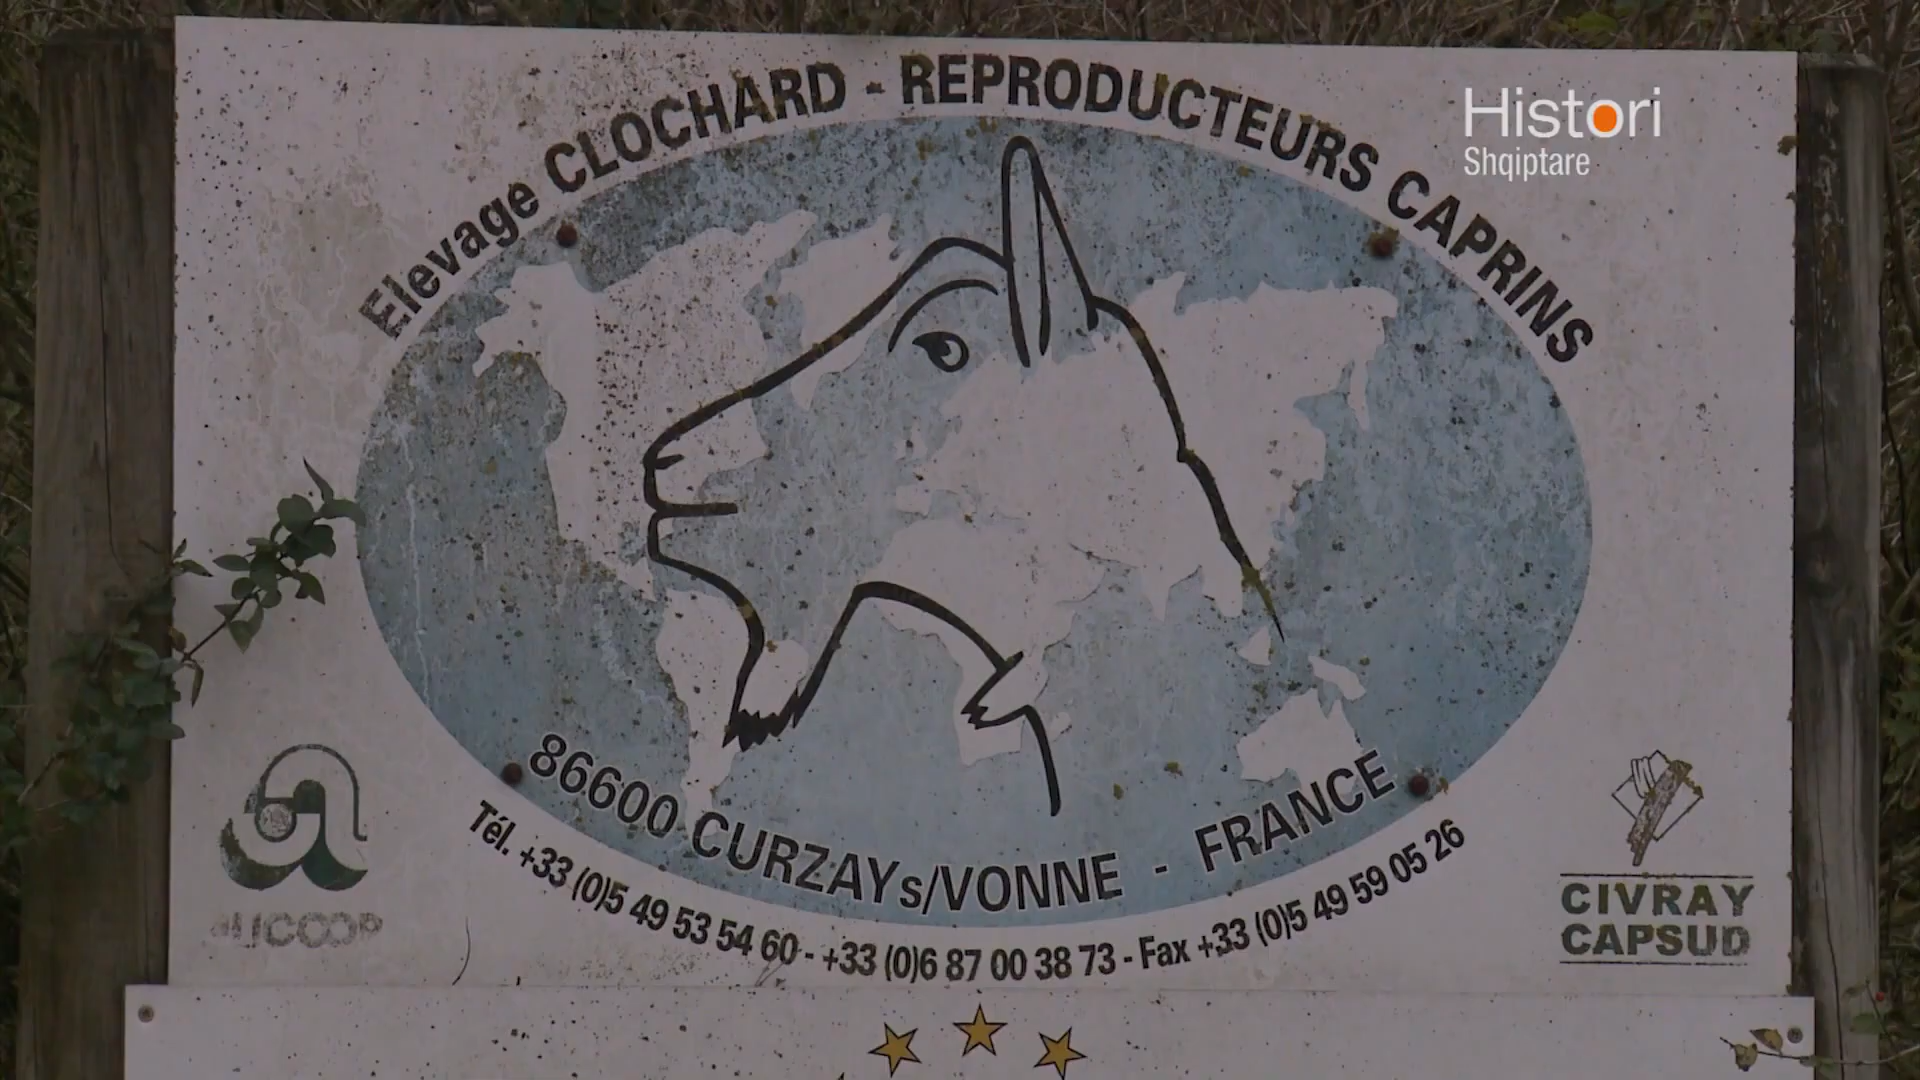 Histori
Shqiptare
Elevage CLOCHARD - REPRODUCTEURS CAPRINS
86600 CURZAY s/VONNE - FRANCE
Tél. +33 (0)5 49 53 54 60 - +33 (0)6 87 00 38 73 - Fax +33 (0)5 49 59 05 26
CIVRAY
CAPSUD